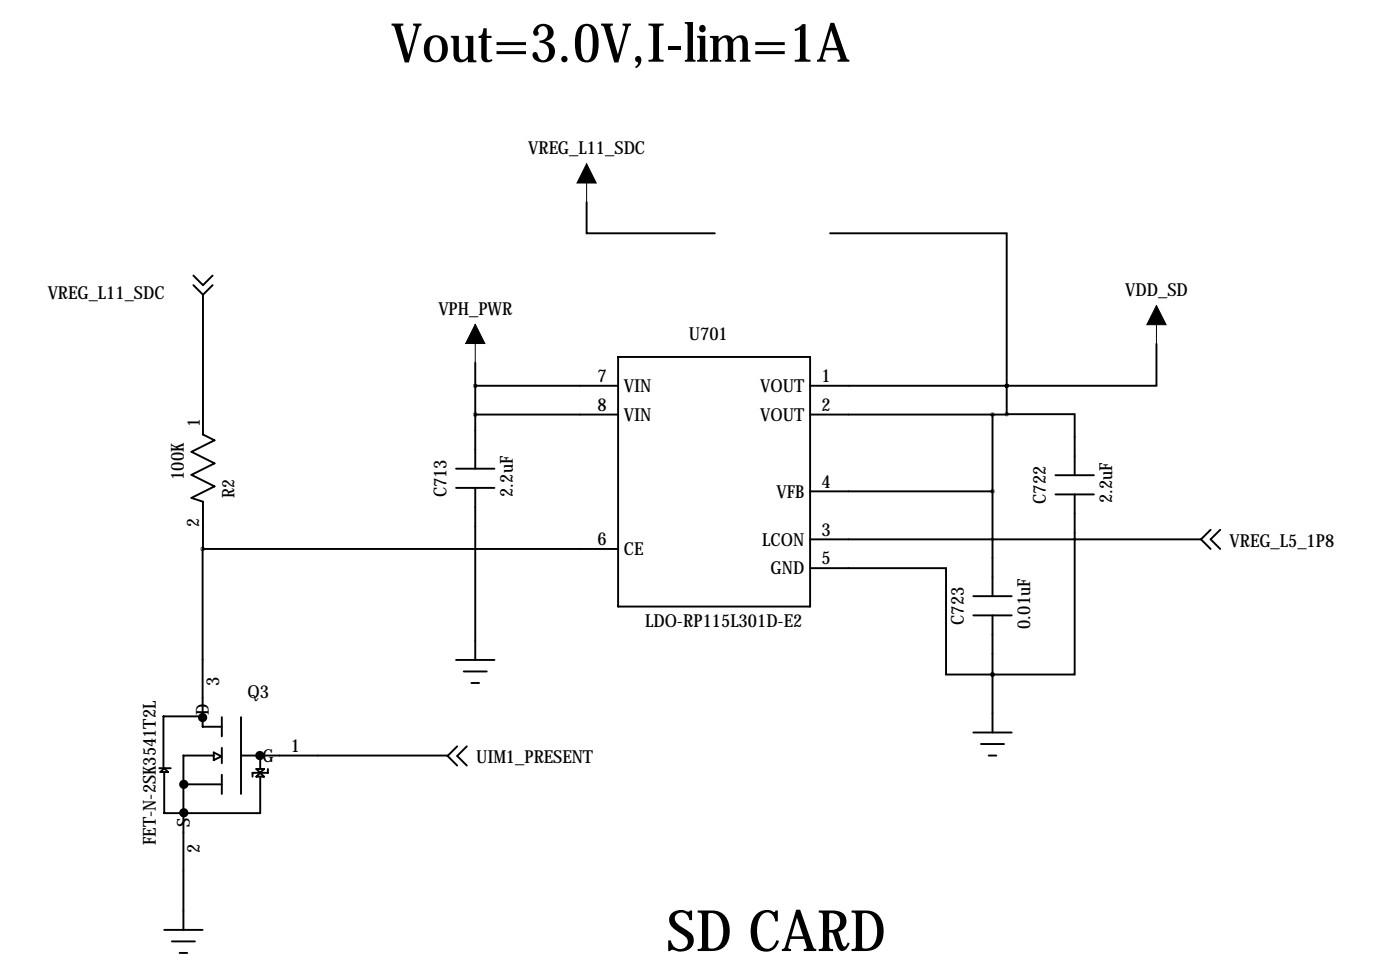 Vout=3.0V,I-lim=1A
VREG_L11_SDC
VREG_L11_SDC
VPH_PWR
VDD_SD
U701
7 VIN
8 VIN
VOUT 1
VOUT 2
1
100K
R2
2
C713
2.2uF
VFB 4
C722
2.2uF
6 CE
LCON 3
VREG_L5_1P8
GND 5
C723
0.01uF
LDO-RP115L301D-E2
3
Q3
D
G
1
UIM1_PRESENT
FET-N-2SK3541T2L
S
2
SD CARD